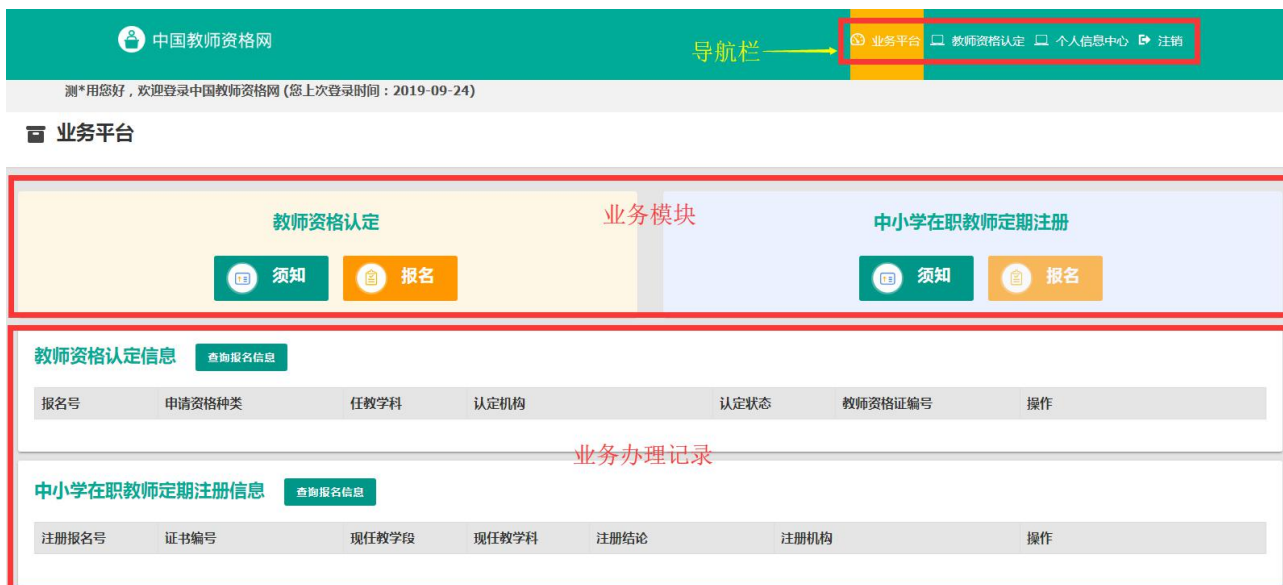 中国教师资格网
导航栏
业务平台 教师资格认定 个人信息中心 注销
测*用您好，欢迎登录中国教师资格网 (您上次登录时间：2019-09-24)
业务平台
业务模块
教师资格认定
须知 报名
中小学在职教师定期注册
须知 报名
教师资格认定信息 查询报名信息
报名号 申请资格种类 任教学科 认定机构 认定状态 教师资格证编号 操作
业务办理记录
中小学在职教师定期注册信息 查询报名信息
注册报名号 证书编号 现任教学段 现任教学科 注册结论 注册机构 操作